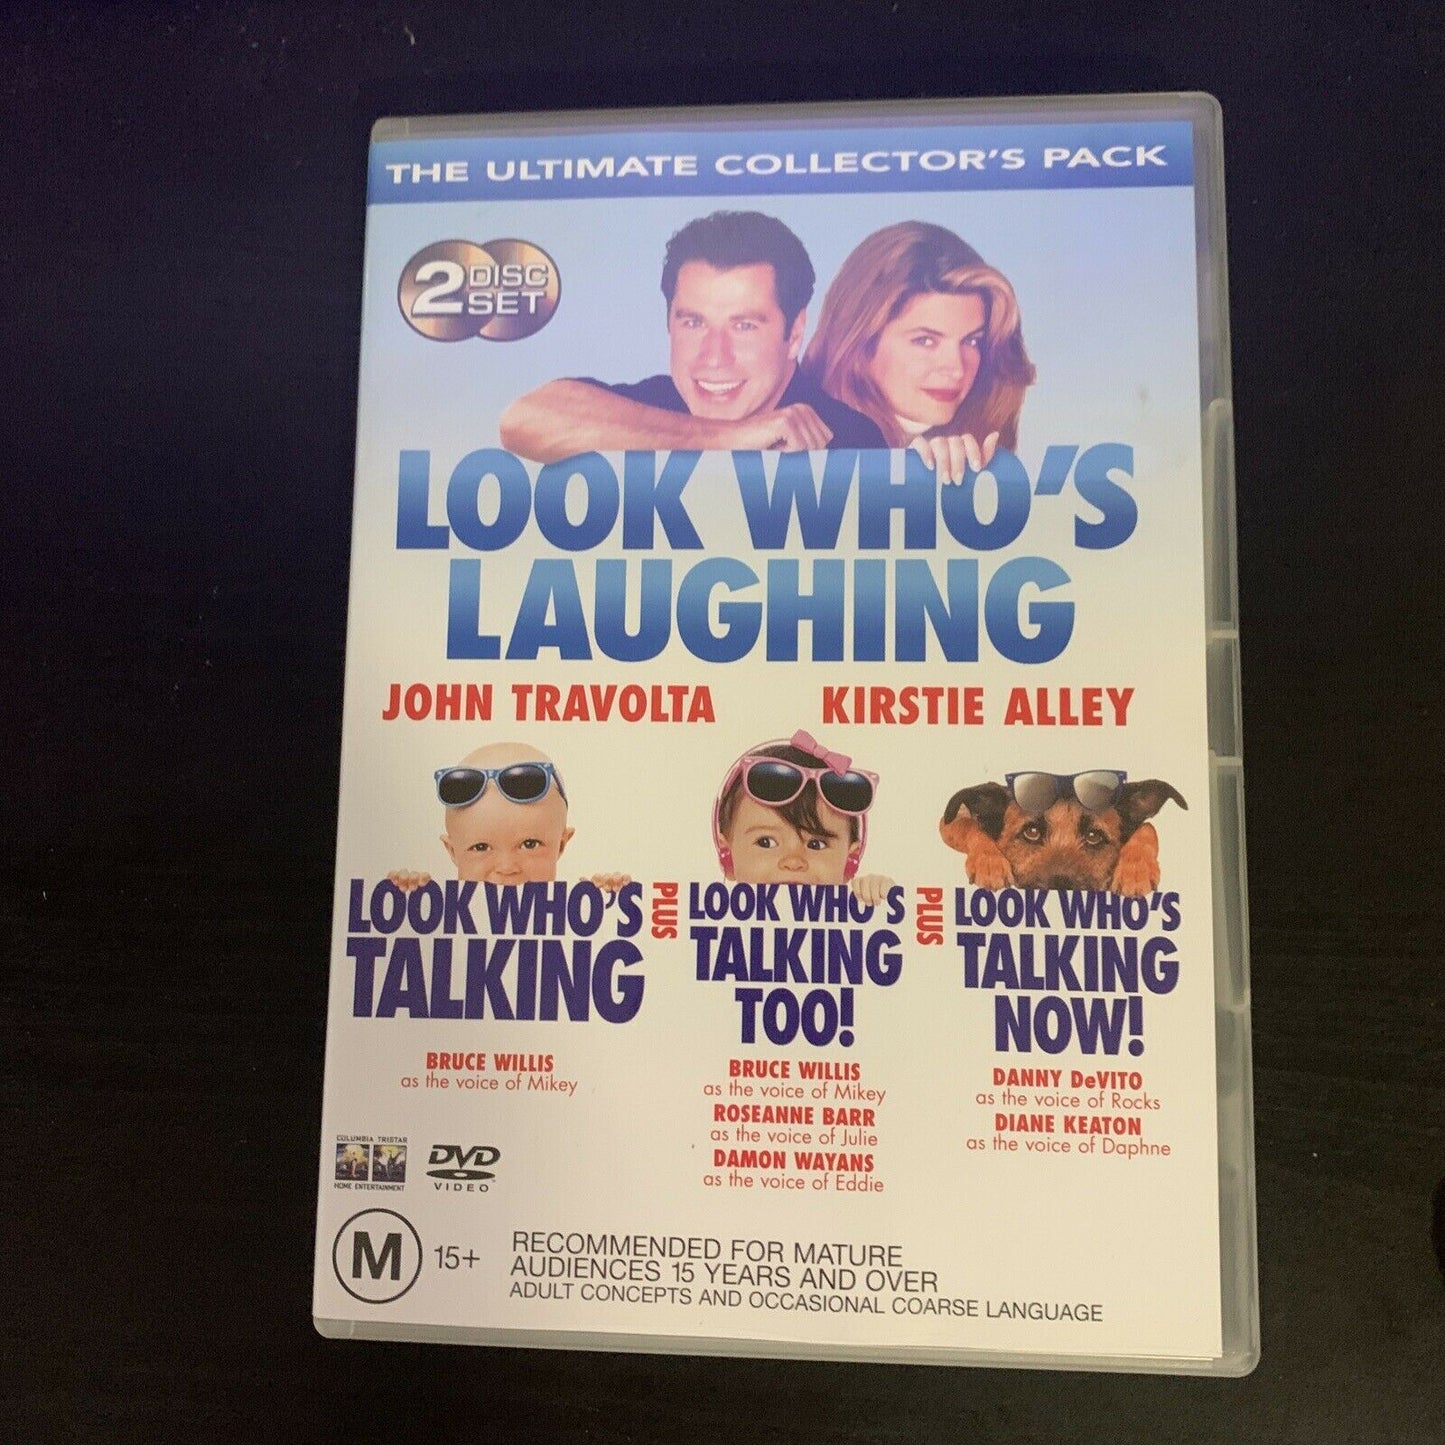 THE ULTIMATE COLLECTOR'S PACK
2 DISC SET
LOOK WHO'S
LAUGHING
JOHN TRAVOLTA KIRSTIE ALLEY
LOOK WHO'S
TALKING
BRUCE WILLIS
as the voice of Mikey
PLUS
LOOK WHO'S
TALKING
TOO!
BRUCE WILLIS
as the voice of Mikey
ROSEANNE BARR
as the voice of Julie
DAMON WAYANS
as the voice of Eddie
PLUS
LOOK WHO'S
TALKING
NOW!
DANNY DeVITO
as the voice of Rocks
DIANE KEATON
as the voice of Daphne
COLUMBIA TRISTAR
HOME ENTERTAINMENT
DVD
VIDEO
M 15+
RECOMMENDED FOR MATURE
AUDIENCES 15 YEARS AND OVER
ADULT CONCEPTS AND OCCASIONAL COARSE LANGUAGE